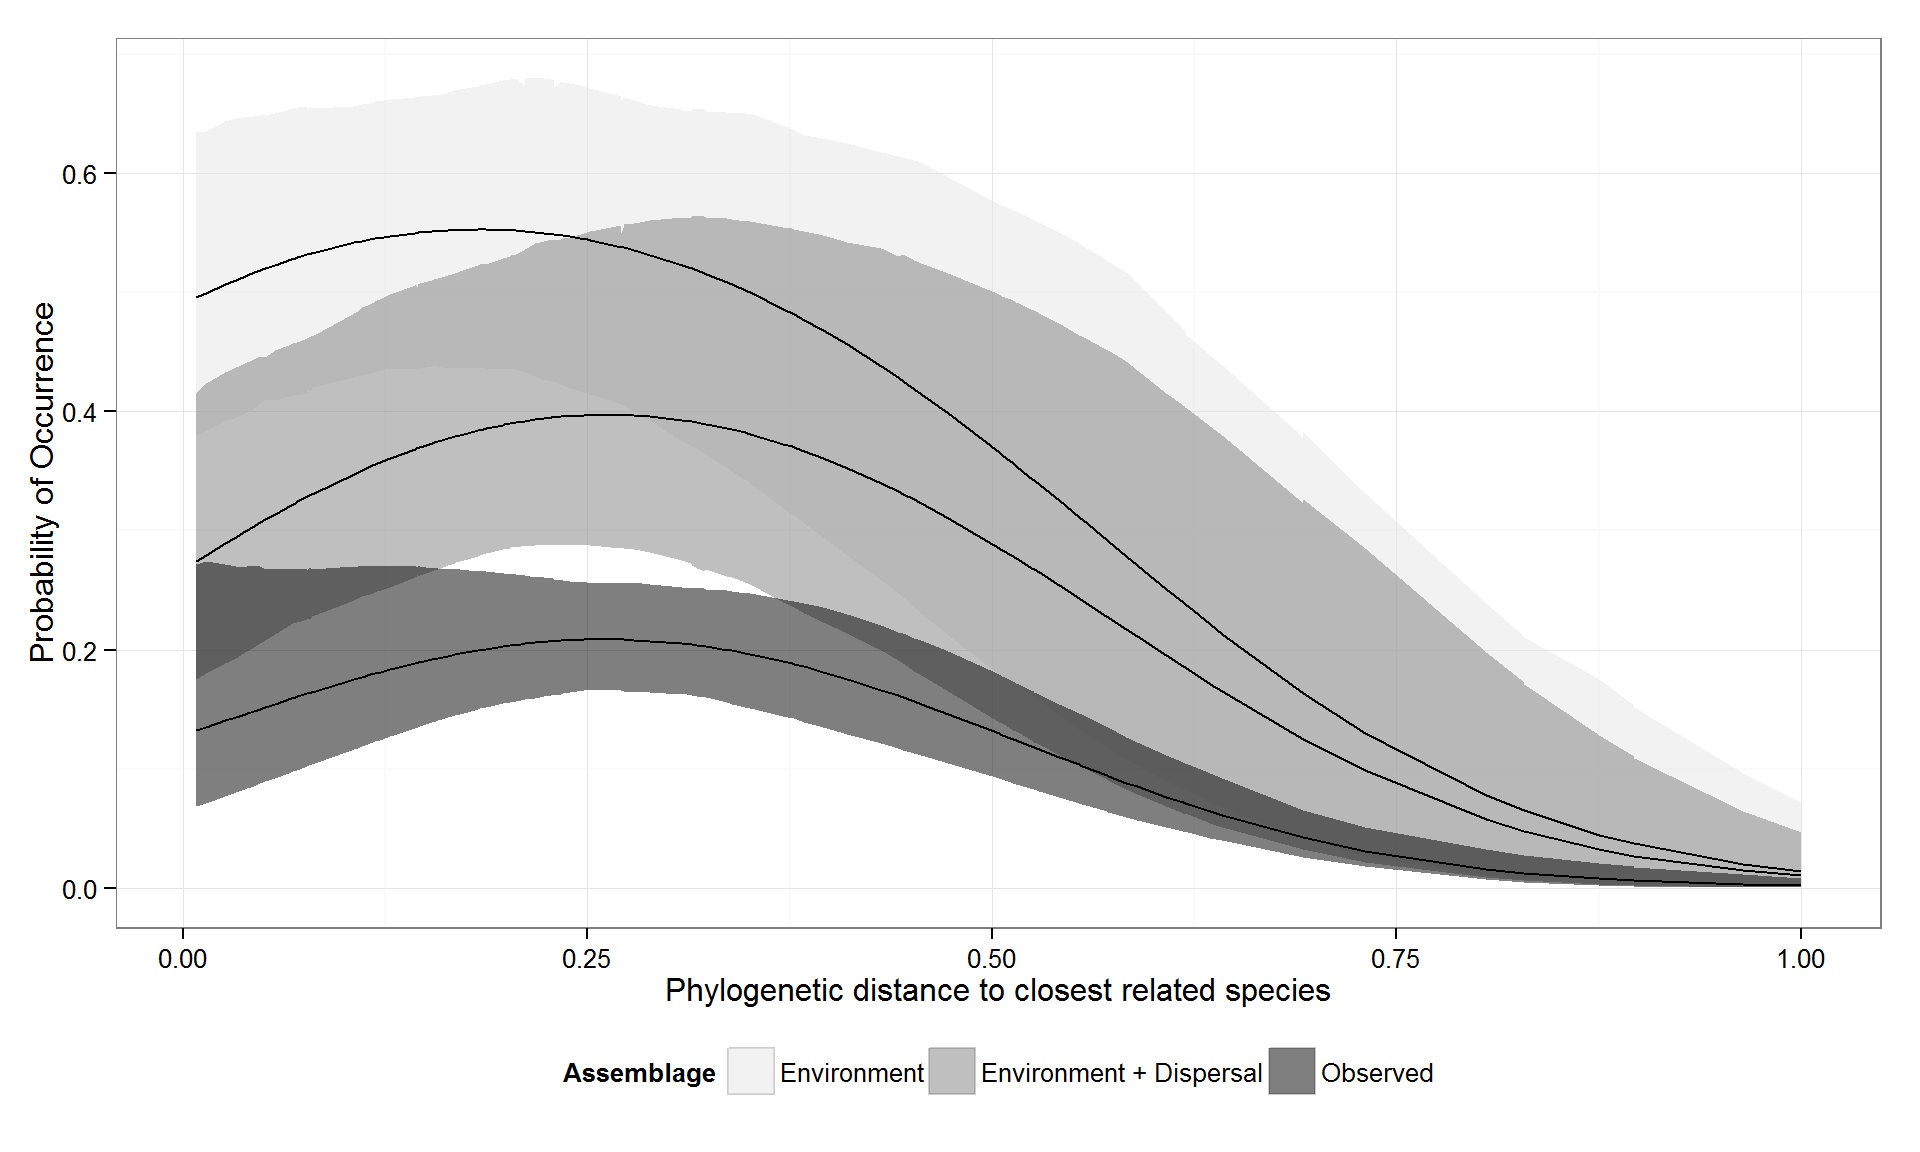 Probability of Occurrence
0.6
0.4
0.2
0.0
0.00 0.25 0.50 0.75 1.00
Phylogenetic distance to closest related species
Assemblage Environment Environment + Dispersal Observed